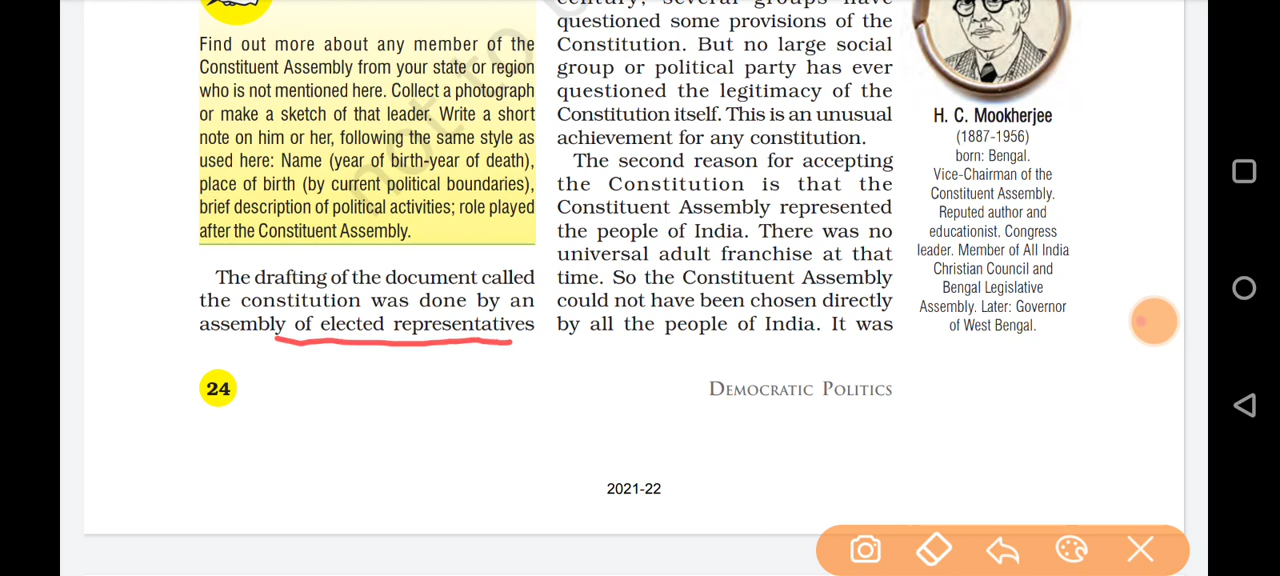 Find out more about any member of the
Constituent Assembly from your state or region
who is not mentioned here. Collect a photograph
or make a sketch of that leader. Write a short
note on him or her, following the same style as
used here: Name (year of birth-year of death),
place of birth (by current political boundaries),
brief description of political activities; role played
after the Constituent Assembly.
The drafting of the document called
the constitution was done by an
assembly of elected representatives
century, several groups have
questioned some provisions of the
Constitution. But no large social
group or political party has ever
questioned the legitimacy of the
Constitution itself. This is an unusual
achievement for any constitution.
The second reason for accepting
the Constitution is that the
Constituent Assembly represented
the people of India. There was no
universal adult franchise at that
time. So the Constituent Assembly
could not have been chosen directly
by all the people of India. It was
H. C. Mookherjee
(1887-1956)
born: Bengal.
Vice-Chairman of the
Constituent Assembly.
Reputed author and
educationist. Congress
leader. Member of All India
Christian Council and
Bengal Legislative
Assembly. Later: Governor
of West Bengal.
24
DEMOCRATIC POLITICS
2021-22
not to